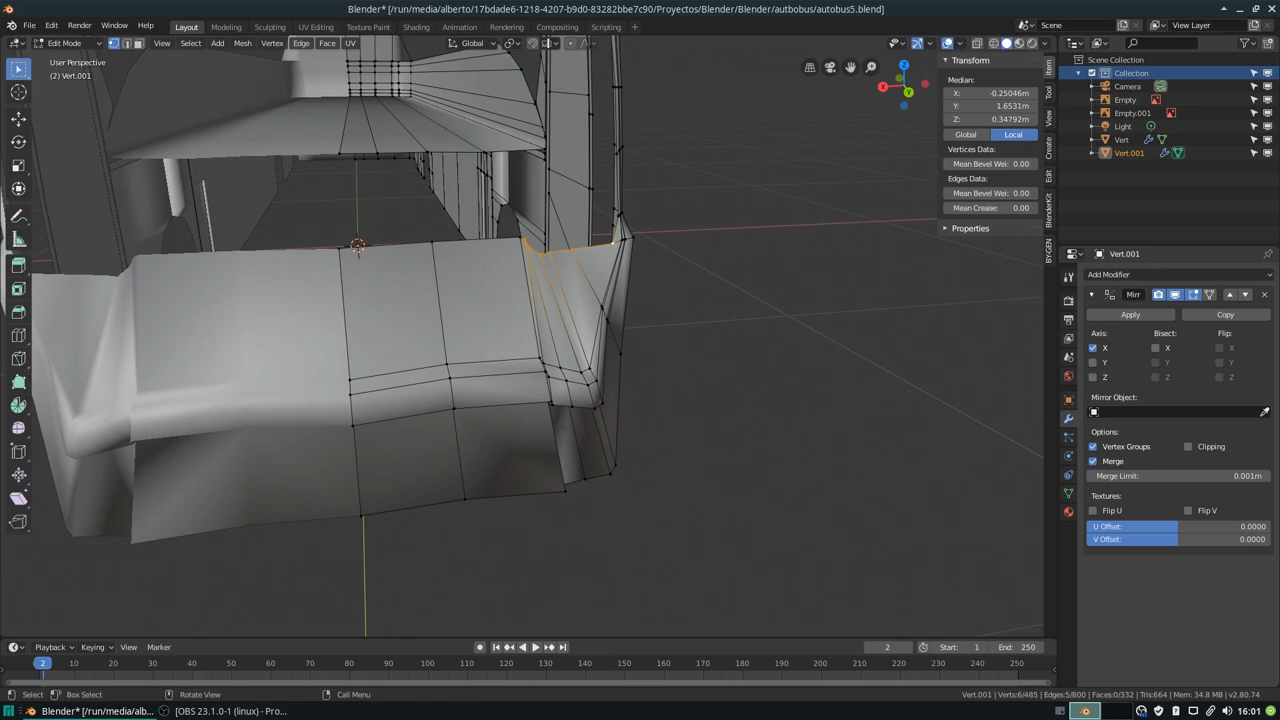 Blender* [/run/media/alberto/17bdade6-1218-4207-b9d0-83282bbe7c90/Proyectos/Blender/Blender/autbobus/autobus5.blend]
File Edit Render Window Help Layout Modeling Sculpting UV Editing Texture Paint Shading Animation Rendering Compositing Scripting Scene View Layer
Edit Mode View Select Add Mesh Vertex Edge Face UV Global
User Perspective
(2) Vert.001
Transform
Median:
X: -0.25046m
Y: 1.6531m
Z: 0.34792m
Global Local
Vertices Data:
Mean Bevel Wei: 0.00
Edges Data:
Mean Bevel Wei: 0.00
Mean Crease: 0.00
Properties
Item
Tool
View
Create
Edit
BlenderKit
BY-GEN
Scene Collection
Collection
Camera
Empty
Empty.001
Light
Vert
Vert.001
Vert.001
Add Modifier
Mirr
Apply Copy
Axis: Bisect: Flip:
X X X
Y Y Y
Z Z Z
Mirror Object:
Options:
Vertex Groups Clipping
Merge
Merge Limit: 0.001m
Textures:
Flip U Flip V
U Offset: 0.0000
V Offset: 0.0000
Playback Keying View Marker 2 Start: 1 End: 250
2 10 20 30 40 50 60 70 80 90 100 110 120 130 140 150 160 170 180 190 200 210 220 230 240 250
Select Box Select Rotate View Call Menu Vert.001 | Verts:6/485 | Edges:5/800 | Faces:0/332 | Tris:664 | Mem: 34.8 MB | v2.80.74
Blender* [/run/media/alb... [OBS 23.1.0-1 (linux) - Pro... 16:01